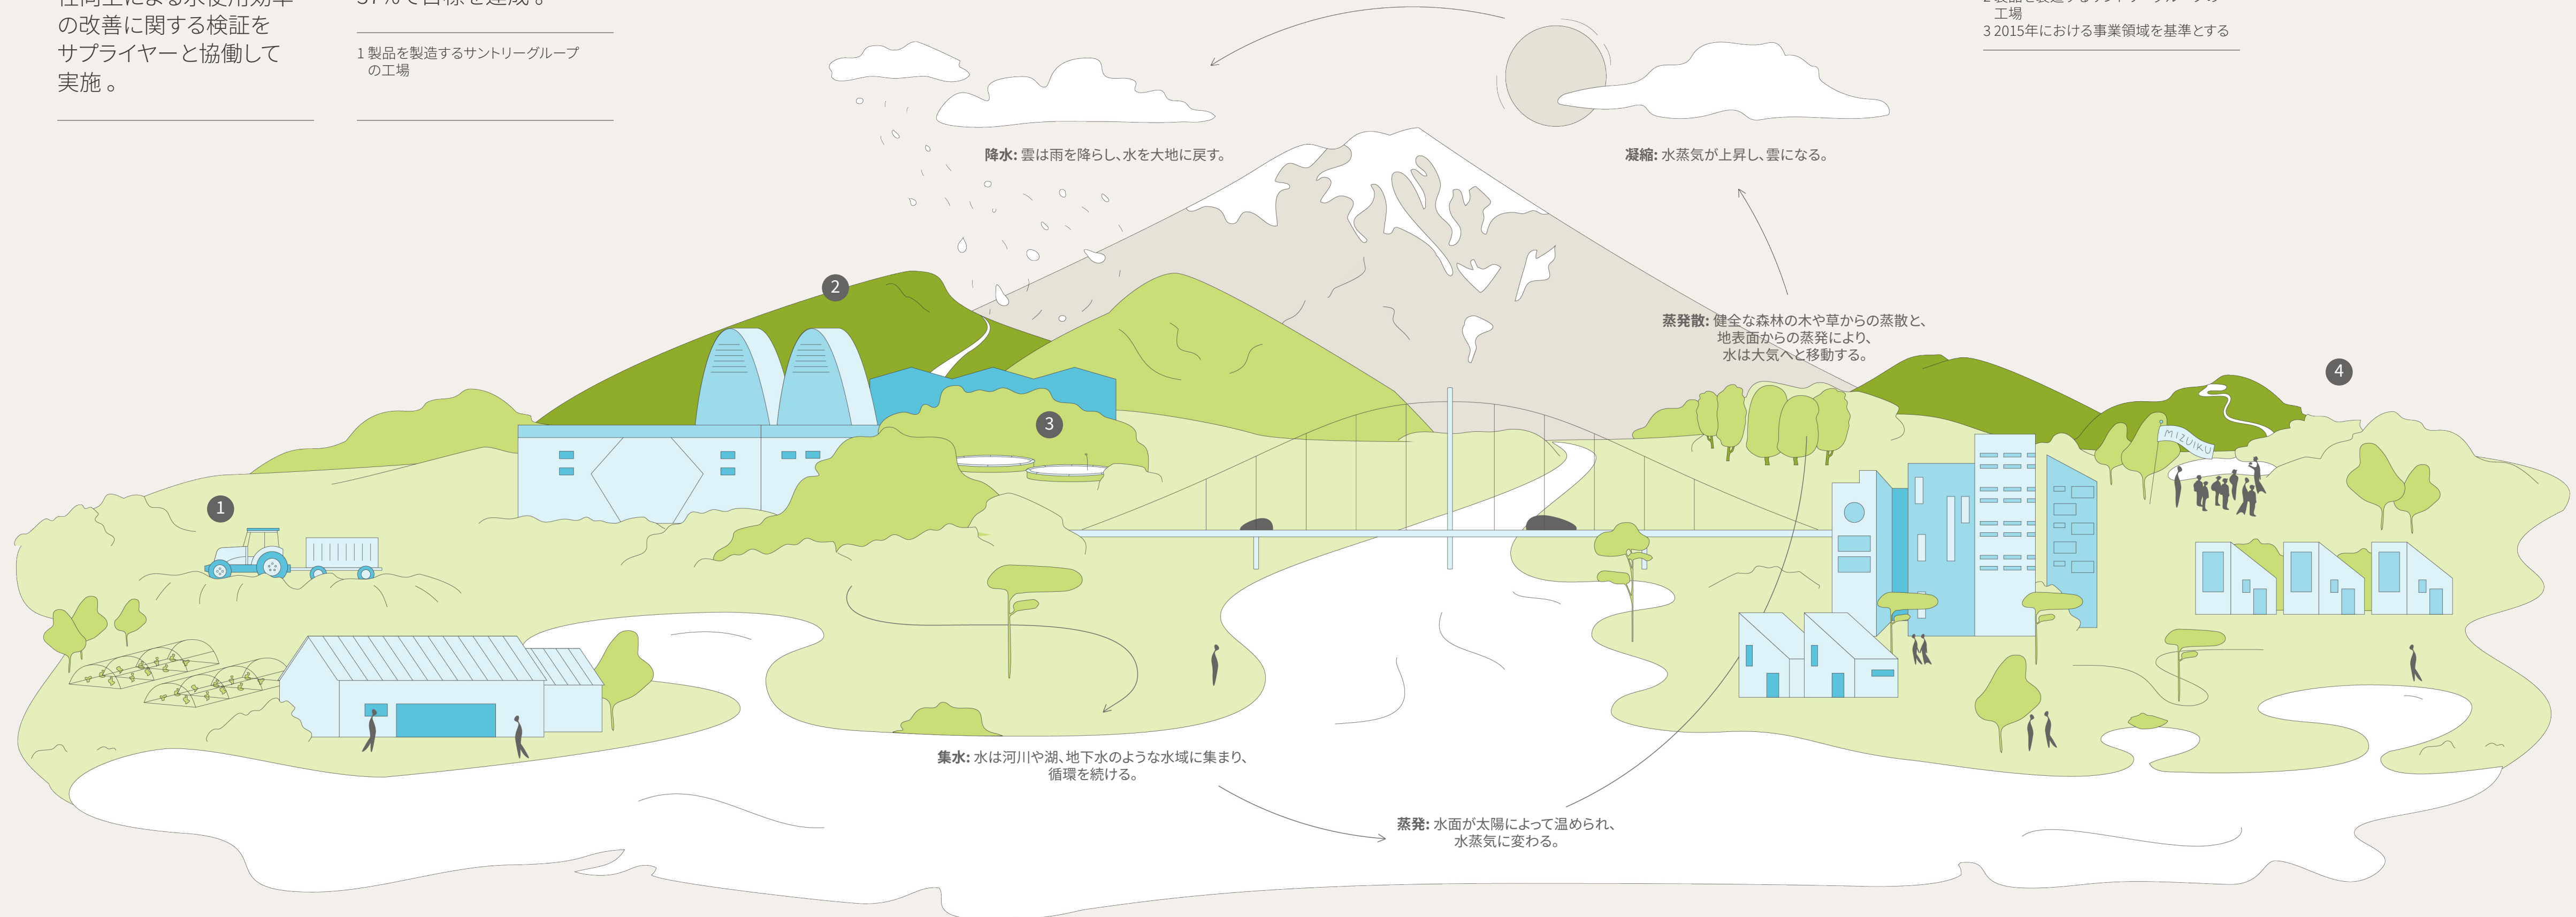 の改善に関する検証を
サプライヤーと協働して
実施 。
1 製品を製造するサントリーグループ
の工場
工場
3 2015年における事業領域を基準とする
降水: 雲は雨を降らし、水を大地に戻す。
凝縮: 水蒸気が上昇し、雲になる。
2
蒸発散: 健全な森林の木や草からの蒸散と、
地表面からの蒸発により、
水は大気へと移動する。
4
3
MIZUIKU
1
集水: 水は河川や湖、地下水のような水域に集まり、
循環を続ける。
蒸発: 水面が太陽によって温められ、
水蒸気に変わる。